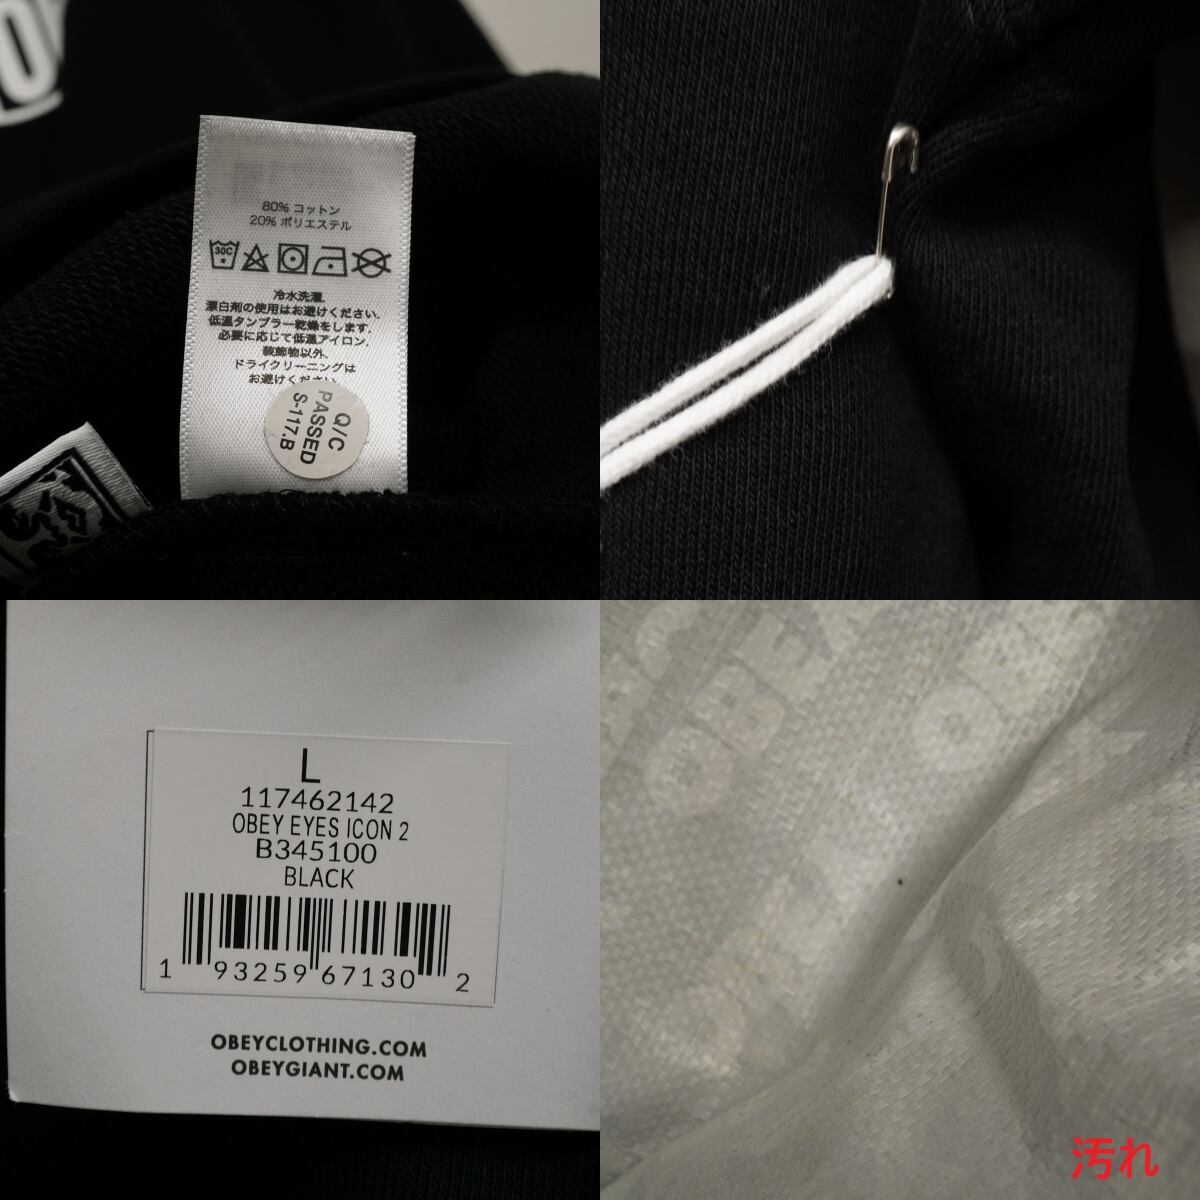 80% コットン
20% ポリエステル
30C
冷水洗濯.
漂白剤の使用はお避けください.
低温タンブラー乾燥をします.
必要に応じて低温アイロン.
装飾物以外.
ドライクリーニングは
お避けください
Q/C
PASSED
S-117.B
L
117462142
OBEY EYES ICON 2
B345100
BLACK
1 93259 67130 2
OBEYCLOTHING.COM
OBEYGIANT.COM
汚れ